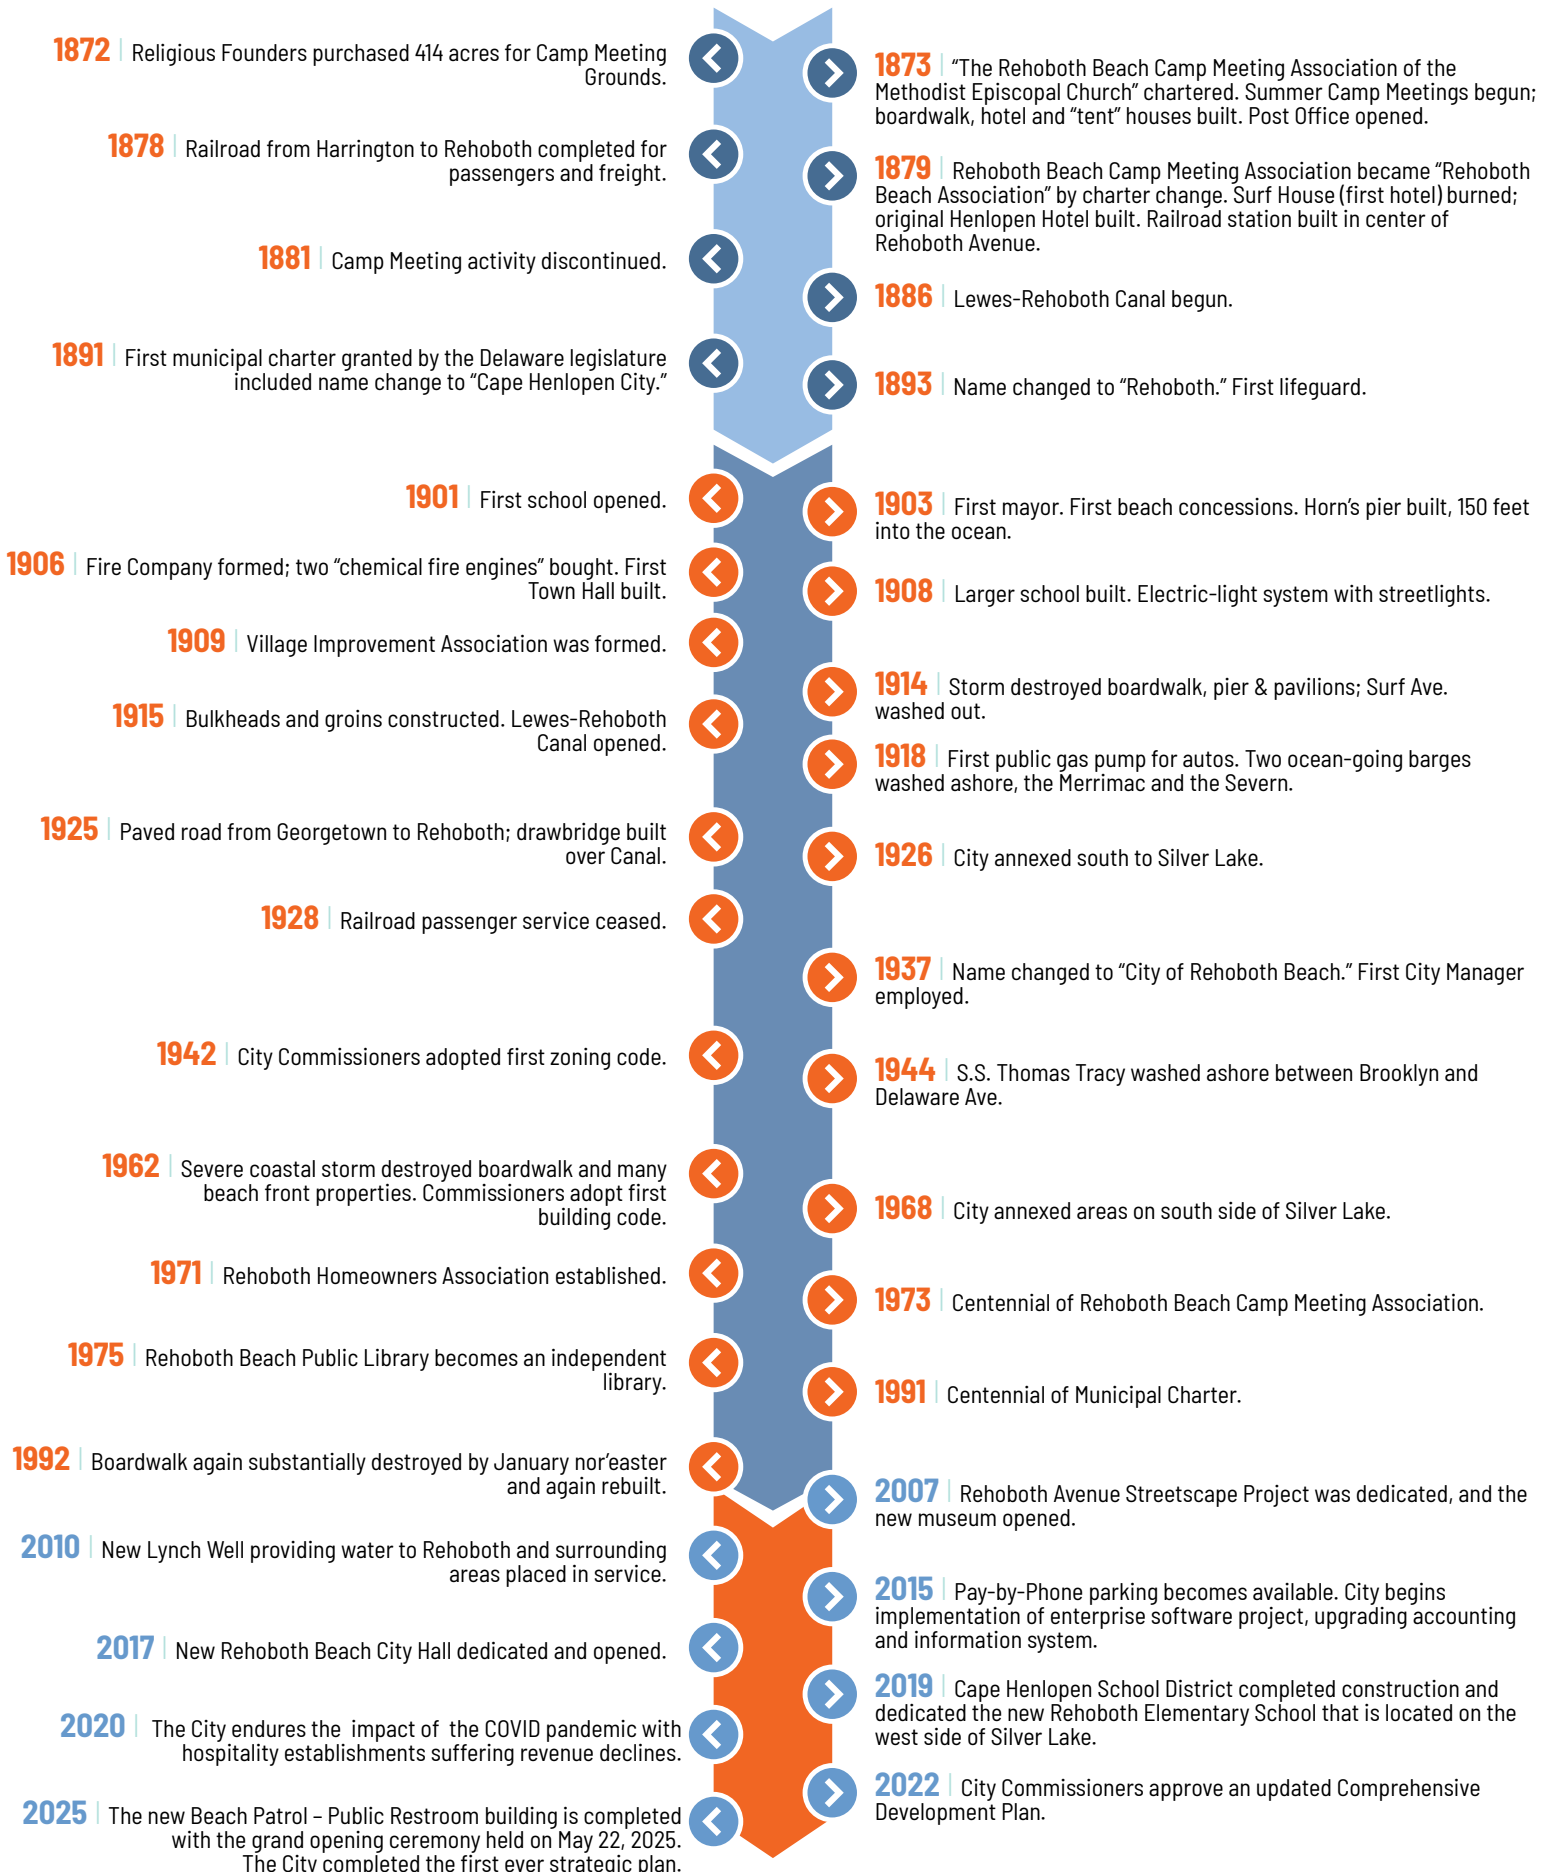 1872 | Religious Founders purchased 414 acres for Camp Meeting
Grounds.
1873 | “The Rehoboth Beach Camp Meeting Association of the
Methodist Episcopal Church” chartered. Summer Camp Meetings begun;
boardwalk, hotel and “tent” houses built. Post Office opened.
1878 | Railroad from Harrington to Rehoboth completed for
passengers and freight.
1879 | Rehoboth Beach Camp Meeting Association became “Rehoboth
Beach Association” by charter change. Surf House (first hotel) burned;
original Henlopen Hotel built. Railroad station built in center of
Rehoboth Avenue.
1881 | Camp Meeting activity discontinued.
1886 | Lewes-Rehoboth Canal begun.
1891 | First municipal charter granted by the Delaware legislature
included name change to “Cape Henlopen City.”
1893 | Name changed to “Rehoboth.” First lifeguard.
1901 | First school opened.
1903 | First mayor. First beach concessions. Horn’s pier built, 150 feet
into the ocean.
1906 | Fire Company formed; two “chemical fire engines” bought. First
Town Hall built.
1908 | Larger school built. Electric-light system with streetlights.
1909 | Village Improvement Association was formed.
1914 | Storm destroyed boardwalk, pier & pavilions; Surf Ave.
washed out.
1915 | Bulkheads and groins constructed. Lewes-Rehoboth
Canal opened.
1918 | First public gas pump for autos. Two ocean-going barges
washed ashore, the Merrimac and the Severn.
1925 | Paved road from Georgetown to Rehoboth; drawbridge built
over Canal.
1926 | City annexed south to Silver Lake.
1928 | Railroad passenger service ceased.
1937 | Name changed to “City of Rehoboth Beach.” First City Manager
employed.
1942 | City Commissioners adopted first zoning code.
1944 | S.S. Thomas Tracy washed ashore between Brooklyn and
Delaware Ave.
1962 | Severe coastal storm destroyed boardwalk and many
beach front properties. Commissioners adopt first
building code.
1968 | City annexed areas on south side of Silver Lake.
1971 | Rehoboth Homeowners Association established.
1973 | Centennial of Rehoboth Beach Camp Meeting Association.
1975 | Rehoboth Beach Public Library becomes an independent
library.
1991 | Centennial of Municipal Charter.
1992 | Boardwalk again substantially destroyed by January nor’easter
and again rebuilt.
2007 | Rehoboth Avenue Streetscape Project was dedicated, and the
new museum opened.
2010 | New Lynch Well providing water to Rehoboth and surrounding
areas placed in service.
2015 | Pay-by-Phone parking becomes available. City begins
implementation of enterprise software project, upgrading accounting
and information system.
2017 | New Rehoboth Beach City Hall dedicated and opened.
2019 | Cape Henlopen School District completed construction and
dedicated the new Rehoboth Elementary School that is located on the
west side of Silver Lake.
2020 | The City endures the impact of the COVID pandemic with
hospitality establishments suffering revenue declines.
2022 | City Commissioners approve an updated Comprehensive
Development Plan.
2025 | The new Beach Patrol – Public Restroom building is completed
with the grand opening ceremony held on May 22, 2025.
The City completed the first ever strategic plan.